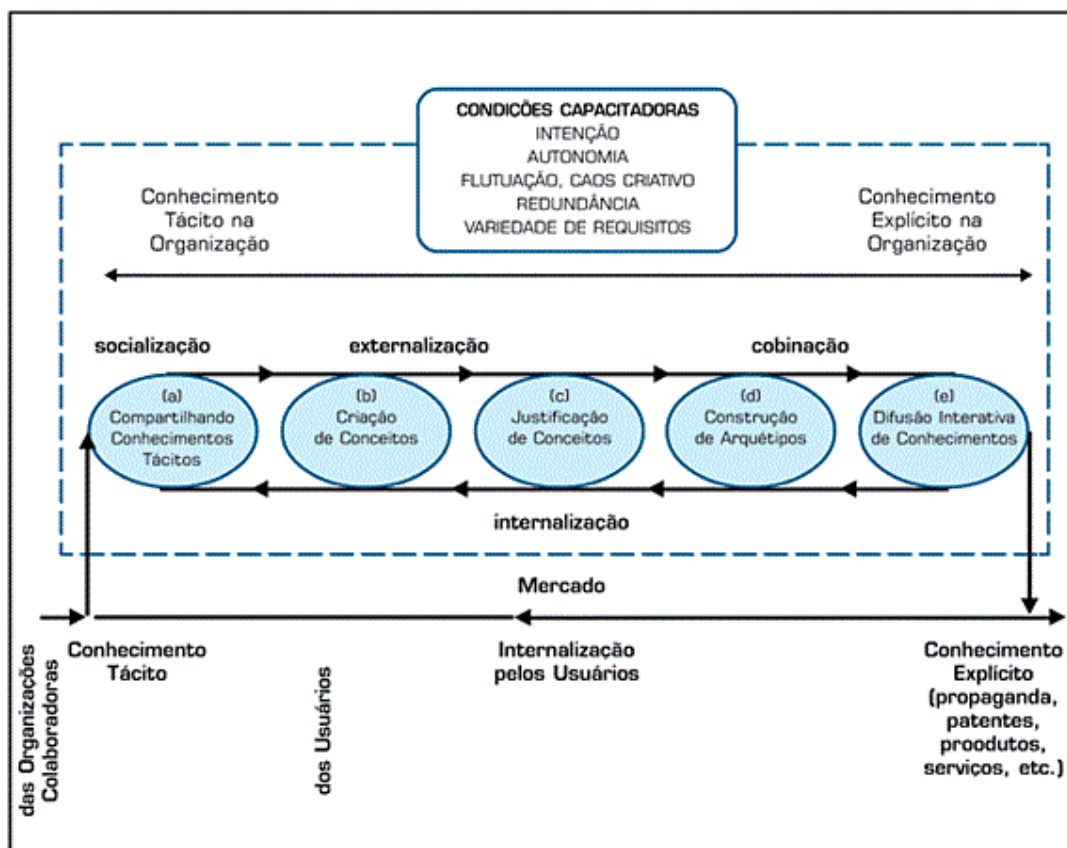 CONDIÇÕES CAPACITADORAS
INTENÇÃO
AUTONOMIA
FLUTUAÇÃO, CAOS CRIATIVO
REDUNDÂNCIA
VARIEDADE DE REQUISITOS
Conhecimento
Tácito na
Organização
Conhecimento
Explícito na
Organização
socialização
externalização
cobinação
(a)
Compartilhando
Conhecimentos
Tácitos
(b)
Criação
de Conceitos
(c)
Justificação
de Conceitos
(d)
Construção
de Arquétipos
(e)
Difusão Interativa
de Conhecimentos
internalização
Mercado
das Organizações
Colaboradoras
Conhecimento
Tácito
dos Usuários
Internalização
pelos Usuários
Conhecimento
Explícito
(propaganda,
patentes,
proodutos,
serviços, etc.)